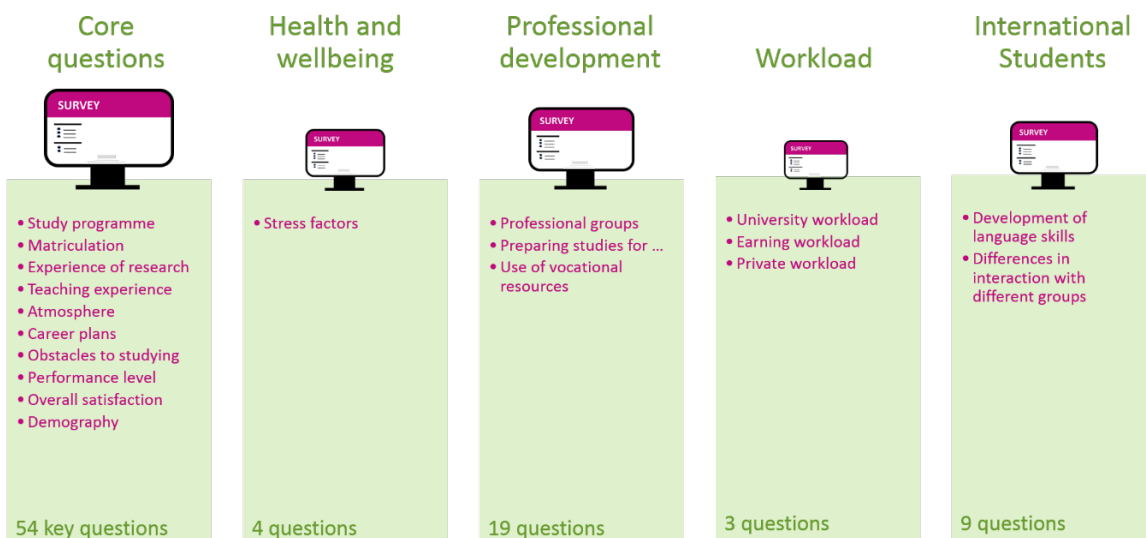 Core
questions
SURVEY
• Study programme
• Matriculation
• Experience of research
• Teaching experience
• Atmosphere
• Career plans
• Obstacles to studying
• Performance level
• Overall satisfaction
• Demography
54 key questions
Health and
wellbeing
SURVEY
• Stress factors
4 questions
Professional
development
SURVEY
• Professional groups
• Preparing studies for ...
• Use of vocational
resources
19 questions
Workload
SURVEY
• University workload
• Earning workload
• Private workload
3 questions
International
Students
SURVEY
• Development of
language skills
• Differences in
interaction with
different groups
9 questions